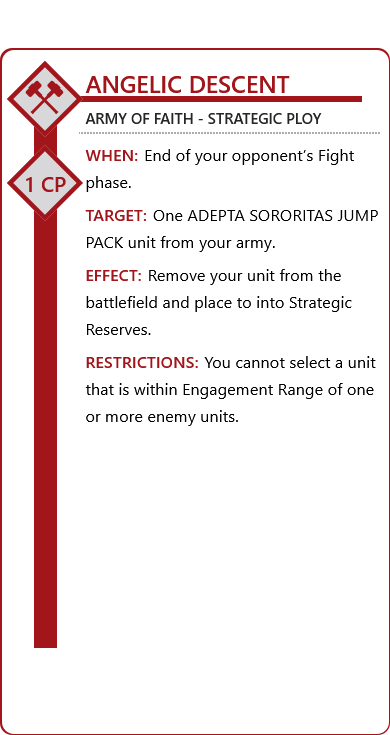 ANGELIC DESCENT
ARMY OF FAITH - STRATEGIC PLOY
1 CP
WHEN: End of your opponent's Fight
phase.
TARGET: One ADEPTA SORORITAS JUMP
PACK unit from your army.
EFFECT: Remove your unit from the
battlefield and place to into Strategic
Reserves.
RESTRICTIONS: You cannot select a unit
that is within Engagement Range of one
or more enemy units.